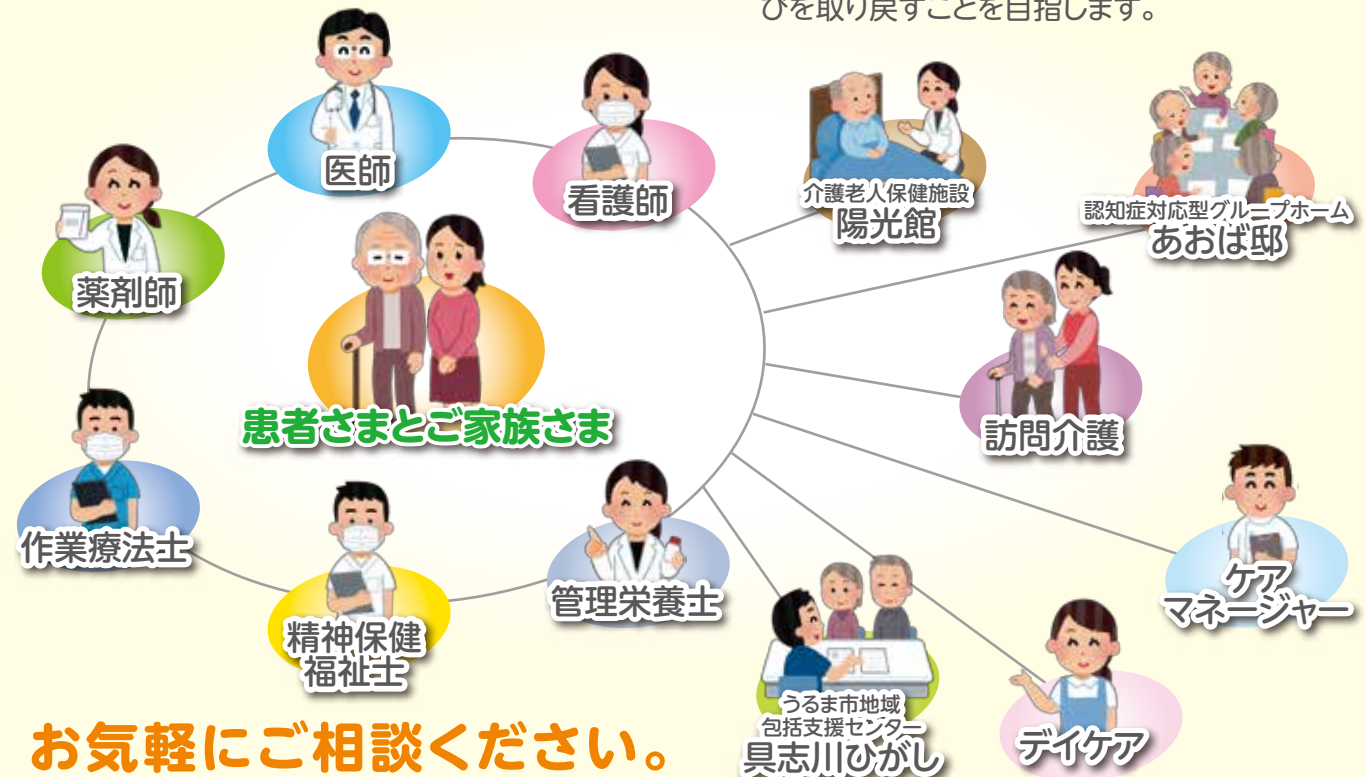 びを取り戻すことを目指します。
医師
看護師
薬剤師
患者さまとご家族さま
作業療法士
精神保健
福祉士
管理栄養士
介護老人保健施設
陽光館
認知症対応型グループホーム
あおば邸
訪問介護
ケア
マネージャー
うるま市地域
包括支援センター
具志川ひがし
デイケア
お気軽にご相談ください。